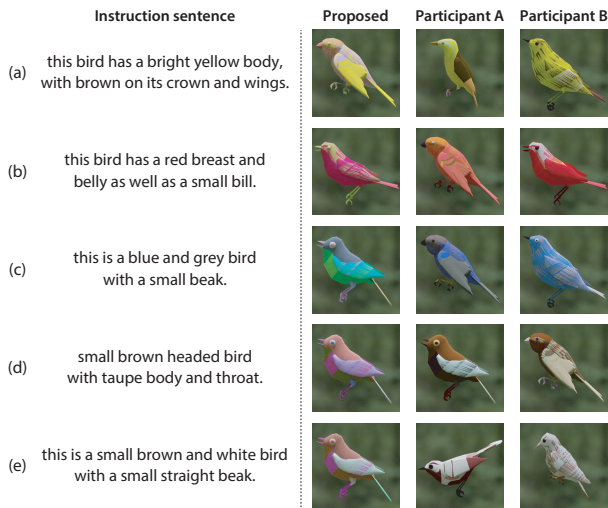 Instruction sentence Proposed Participant A Participant B
(a) this bird has a bright yellow body,
with brown on its crown and wings.
(b) this bird has a red breast and
belly as well as a small bill.
(c) this is a blue and grey bird
with a small beak.
(d) small brown headed bird
with taupe body and throat.
(e) this is a small brown and white bird
with a small straight beak.